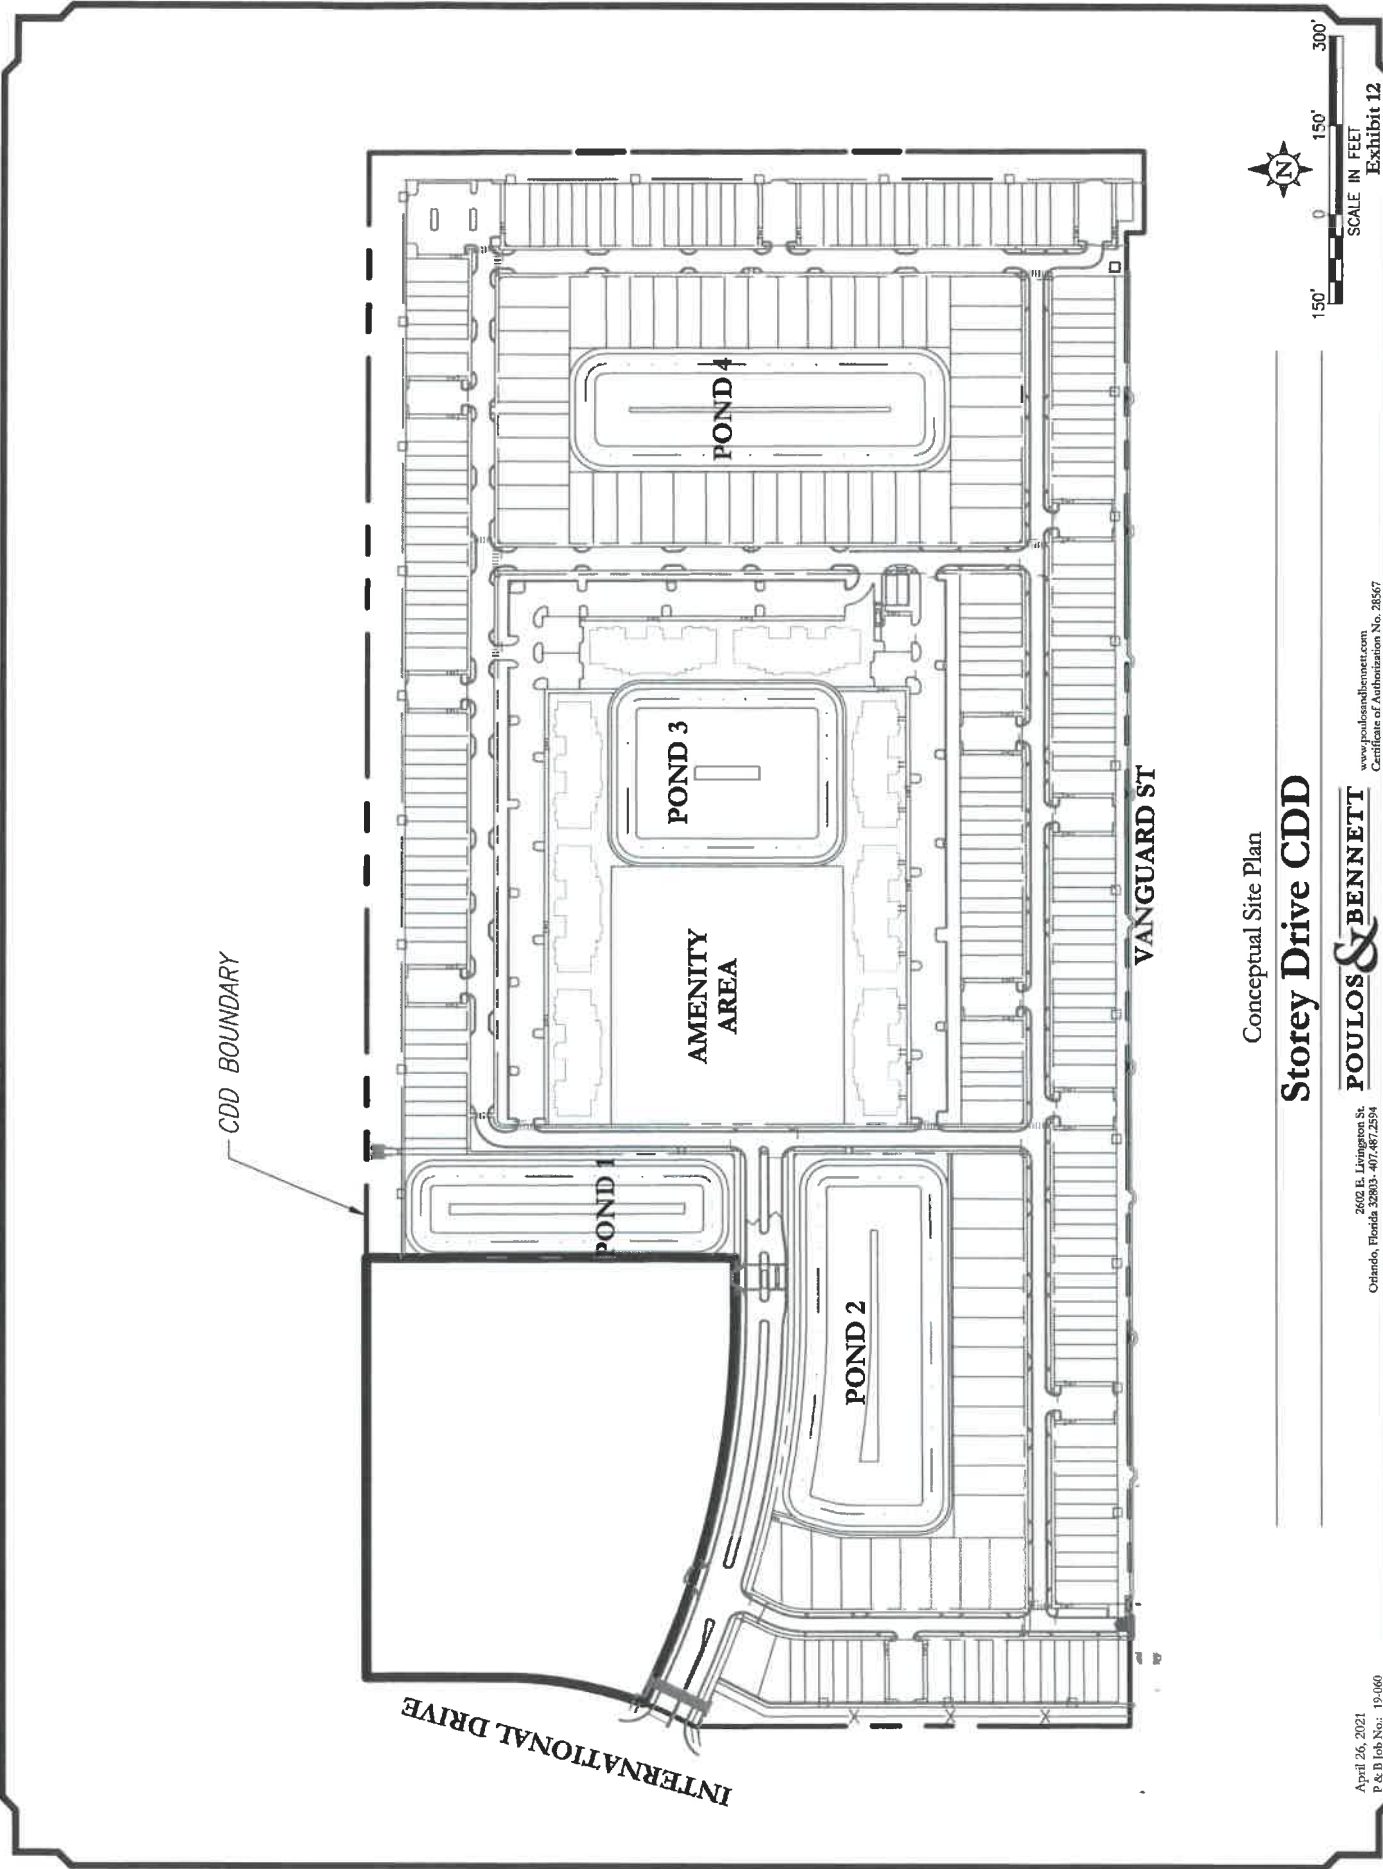 CDD BOUNDARY
INTERNATIONAL DRIVE
POND 1
POND 2
AMENITY
AREA
POND 3
POND 4
VANGUARD ST
Conceptual Site Plan
Storey Drive CDD
POULOS & BENNETT
2602 E. Livingston St.
Orlando, Florida 32803 - 407.487.2594
www.poulosandbennett.com
Certificate of Authorization No. 28567
April 26, 2021
P & B Job No.: 19-060
N
150' 0 150' 300'
SCALE IN FEET
Exhibit 12